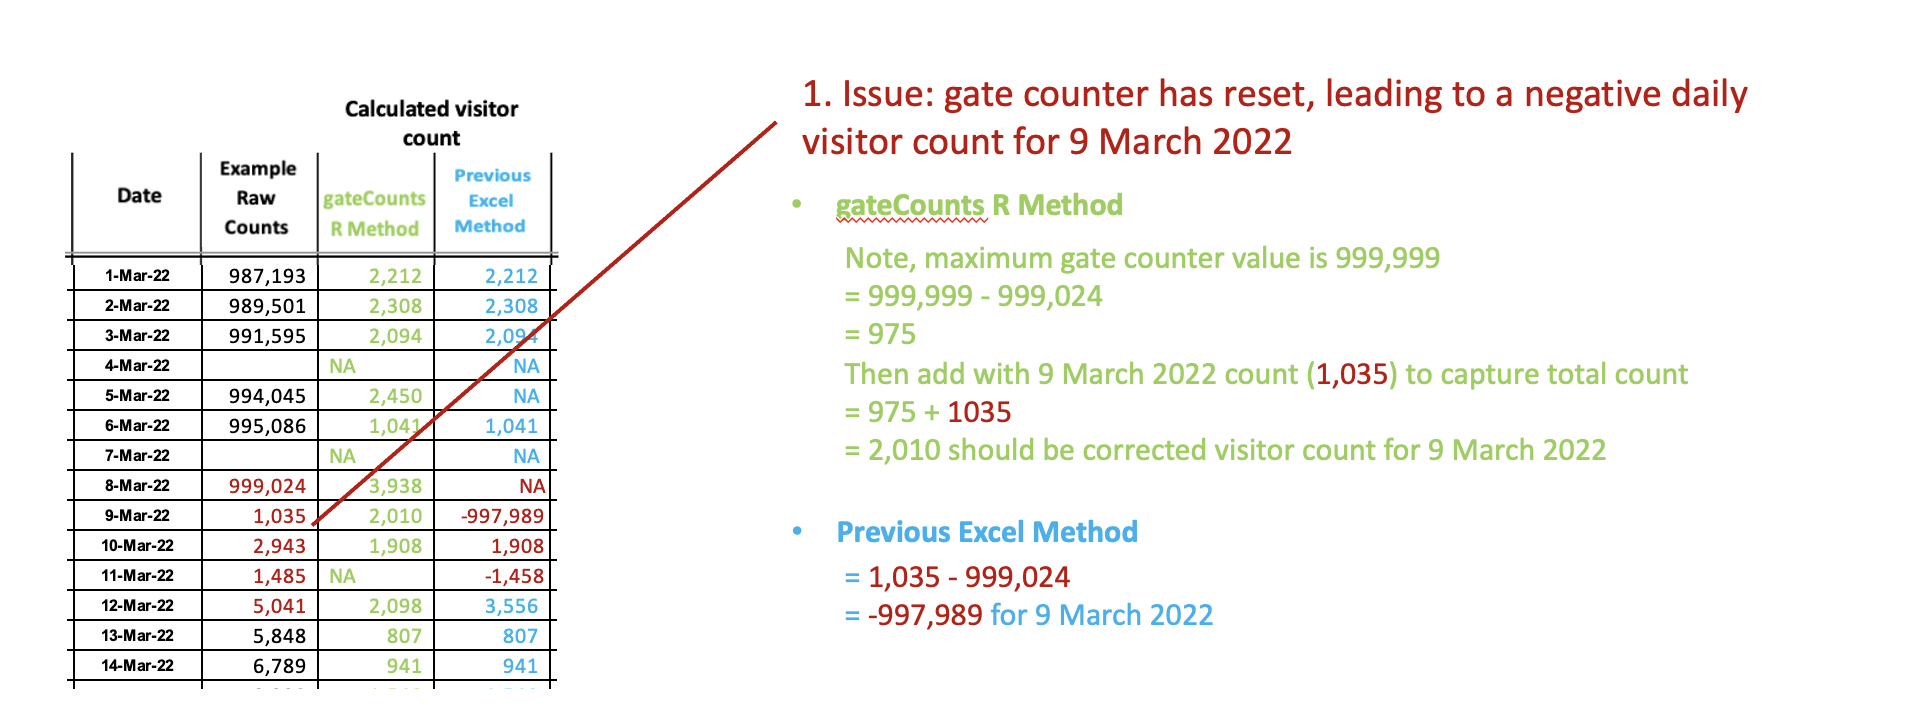 Calculated visitor
count
Date
Example
Raw
Counts
gateCounts
R Method
Previous
Excel
Method
1-Mar-22 987,193 2,212 2,212
2-Mar-22 989,501 2,308 2,308
3-Mar-22 991,595 2,094 2,094
4-Mar-22 NA NA
5-Mar-22 994,045 2,450 NA
6-Mar-22 995,086 1,041 1,041
7-Mar-22 NA NA
8-Mar-22 999,024 3,938 NA
9-Mar-22 1,035 2,010 -997,989
10-Mar-22 2,943 1,908 1,908
11-Mar-22 1,485 NA -1,458
12-Mar-22 5,041 2,098 3,556
13-Mar-22 5,848 807 807
14-Mar-22 6,789 941 941
1. Issue: gate counter has reset, leading to a negative daily
visitor count for 9 March 2022
• gateCounts R Method
Note, maximum gate counter value is 999,999
= 999,999 - 999,024
= 975
Then add with 9 March 2022 count (1,035) to capture total count
= 975 + 1035
= 2,010 should be corrected visitor count for 9 March 2022
• Previous Excel Method
= 1,035 - 999,024
= -997,989 for 9 March 2022